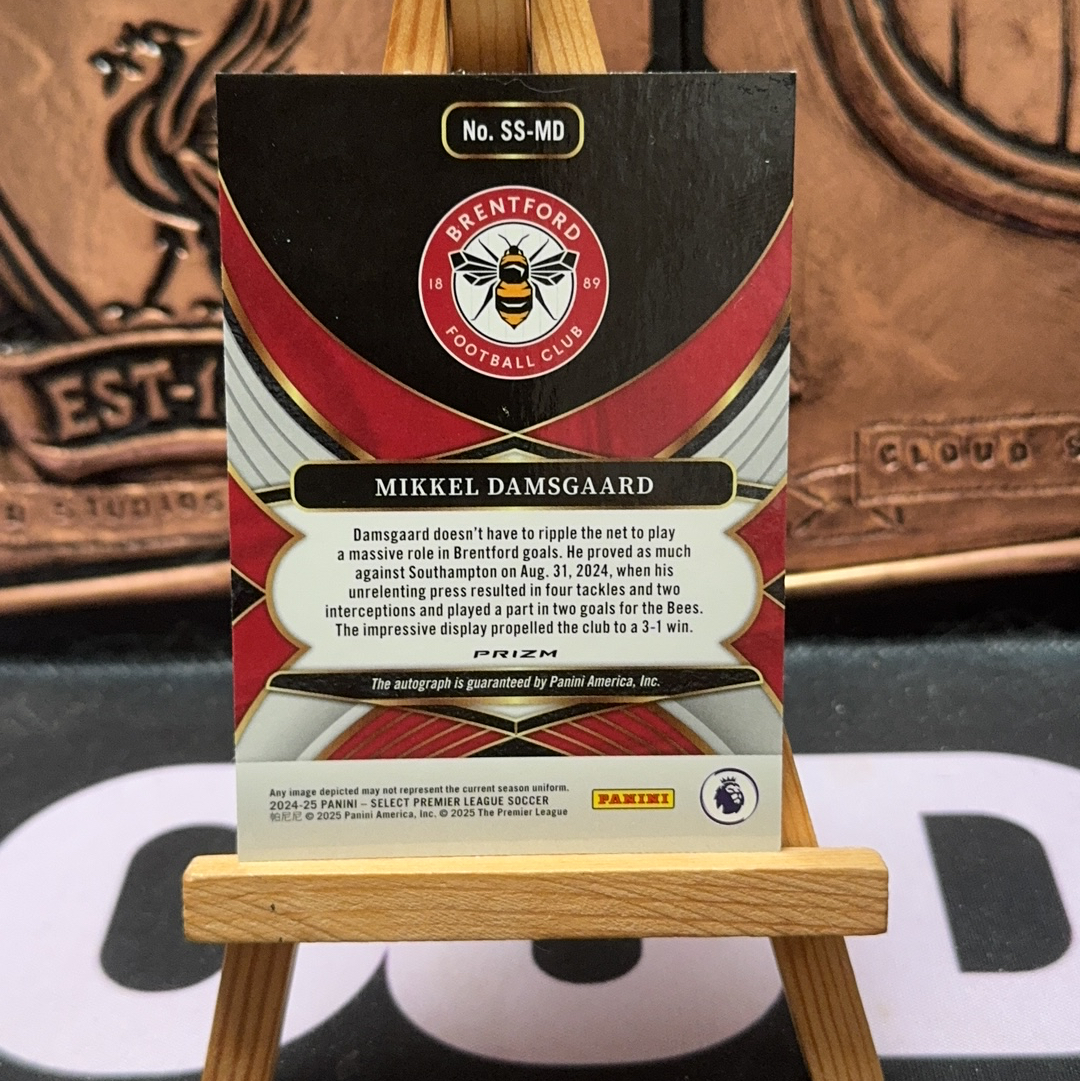 No. SS-MD
BRENTFORD
18 89
FOOTBALL CLUB
EST-1
CLOUD S
STUDIOS
MIKKEL DAMSGAARD
Damsgaard doesn't have to ripple the net to play
a massive role in Brentford goals. He proved as much
against Southampton on Aug. 31, 2024, when his
unrelenting press resulted in four tackles and two
interceptions and played a part in two goals for the Bees.
The impressive display propelled the club to a 3-1 win.
PRIZM
The autograph is guaranteed by Panini America, Inc.
Any image depicted may not represent the current season uniform.
2024-25 PANINI – SELECT PREMIER LEAGUE SOCCER
帕尼尼 © 2025 Panini America, Inc. © 2025 The Premier League
PANINI